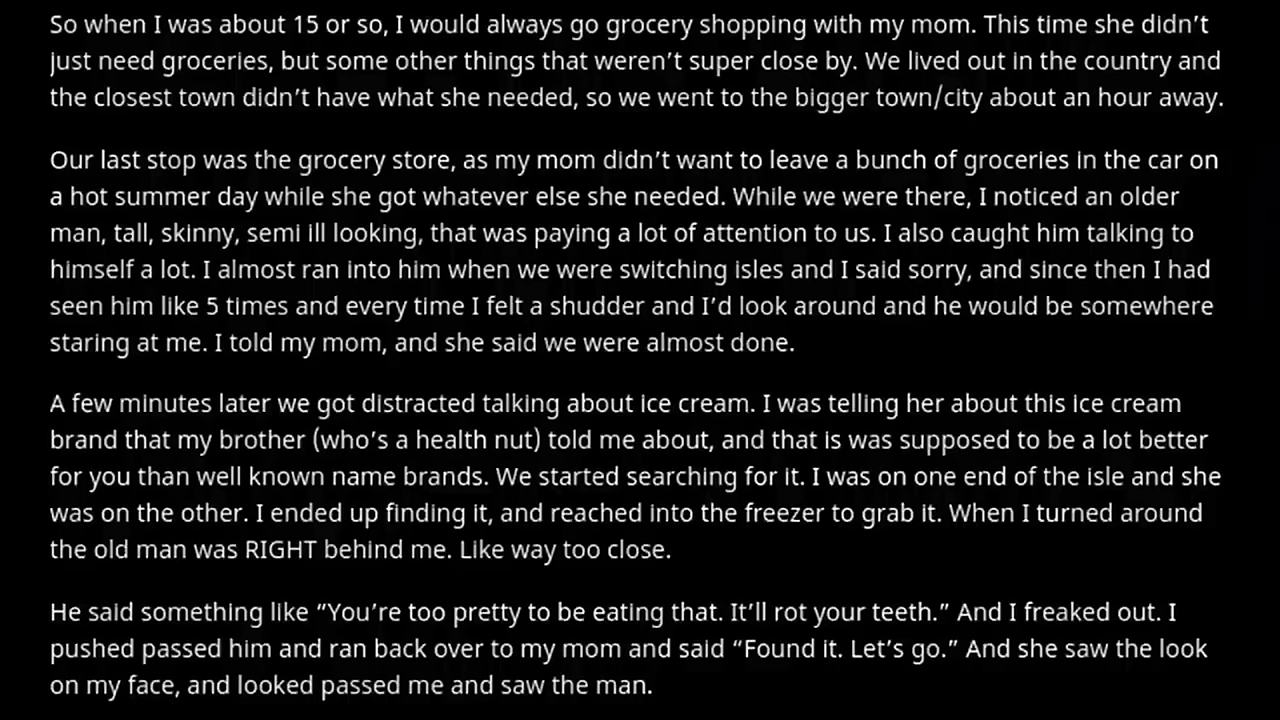 So when I was about 15 or so, I would always go grocery shopping with my mom. This time she didn’t
just need groceries, but some other things that weren’t super close by. We lived out in the country and
the closest town didn’t have what she needed, so we went to the bigger town/city about an hour away.
Our last stop was the grocery store, as my mom didn’t want to leave a bunch of groceries in the car on
a hot summer day while she got whatever else she needed. While we were there, I noticed an older
man, tall, skinny, semi ill looking, that was paying a lot of attention to us. I also caught him talking to
himself a lot. I almost ran into him when we were switching isles and I said sorry, and since then I had
seen him like 5 times and every time I felt a shudder and I’d look around and he would be somewhere
staring at me. I told my mom, and she said we were almost done.
A few minutes later we got distracted talking about ice cream. I was telling her about this ice cream
brand that my brother (who’s a health nut) told me about, and that is was supposed to be a lot better
for you than well known name brands. We started searching for it. I was on one end of the isle and she
was on the other. I ended up finding it, and reached into the freezer to grab it. When I turned around
the old man was RIGHT behind me. Like way too close.
He said something like “You’re too pretty to be eating that. It’ll rot your teeth.” And I freaked out. I
pushed passed him and ran back over to my mom and said “Found it. Let’s go.” And she saw the look
on my face, and looked passed me and saw the man.